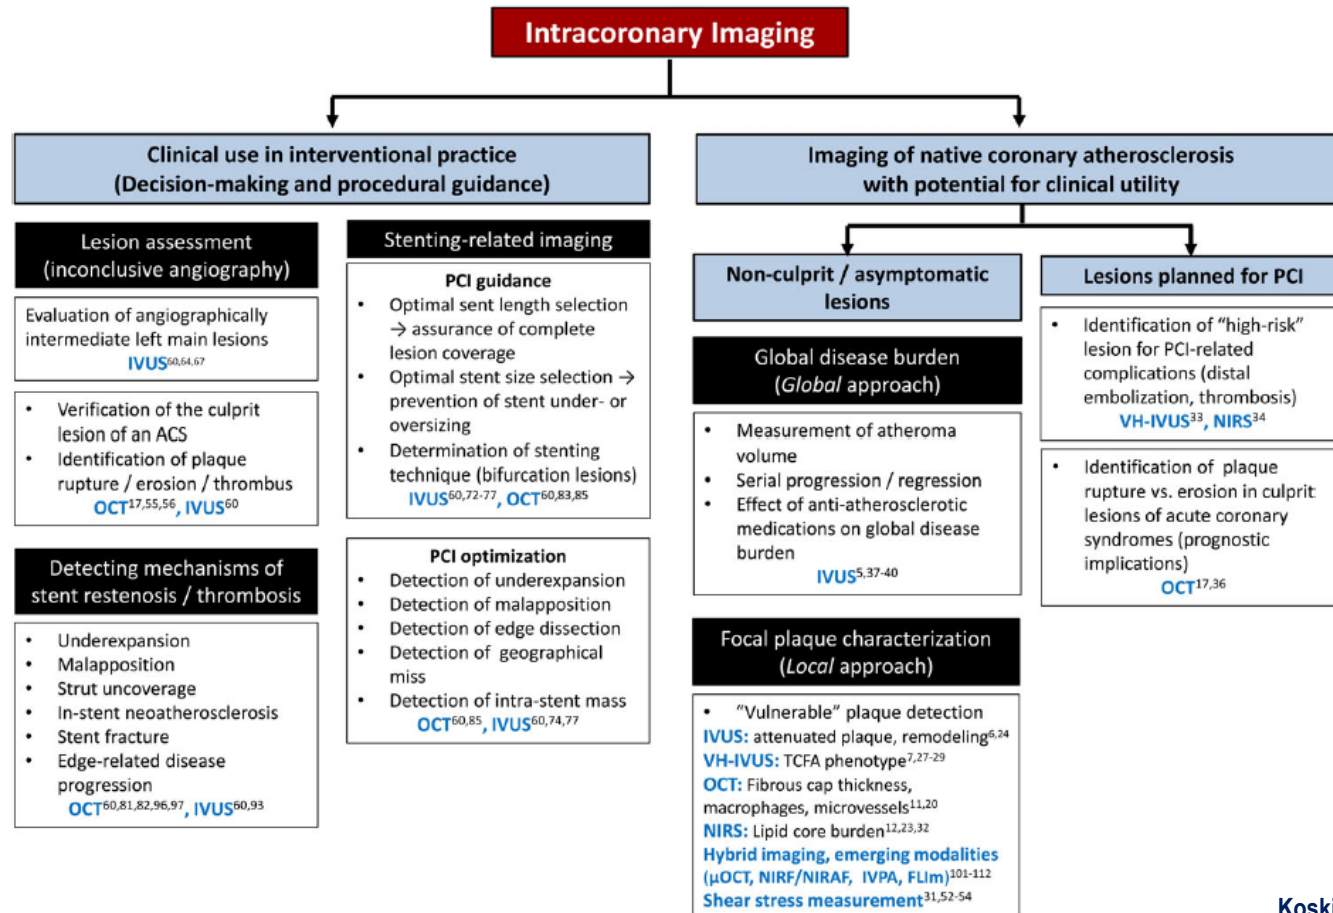 Intracoronary Imaging
Clinical use in interventional practice
(Decision-making and procedural guidance)
Lesion assessment
(inconclusive angiography)
Evaluation of angiographically
intermediate left main lesions
IVUS60,64,67
• Verification of the culprit
lesion of an ACS
• Identification of plaque
rupture / erosion / thrombus
OCT17,55,56, IVUS60
Detecting mechanisms of
stent restenosis / thrombosis
• Underexpansion
• Malapposition
• Strut uncoverage
• In-stent neoatherosclerosis
• Stent fracture
• Edge-related disease
progression
OCT60,81,82,96,97, IVUS60,93
Stenting-related imaging
PCI guidance
• Optimal sent length selection
→ assurance of complete
lesion coverage
• Optimal stent size selection →
prevention of stent under- or
oversizing
• Determination of stenting
technique (bifurcation lesions)
IVUS60,72-77, OCT60,83,85
PCI optimization
• Detection of underexpansion
• Detection of malapposition
• Detection of edge dissection
• Detection of geographical
miss
• Detection of intra-stent mass
OCT60,85, IVUS60,74,77
Imaging of native coronary atherosclerosis
with potential for clinical utility
Non-culprit / asymptomatic
lesions
Global disease burden
(Global approach)
• Measurement of atheroma
volume
• Serial progression / regression
• Effect of anti-atherosclerotic
medications on global disease
burden
IVUS5,37-40
Focal plaque characterization
(Local approach)
• "Vulnerable" plaque detection
IVUS: attenuated plaque, remodeling6,24
VH-IVUS: TCFA phenotype7,27-29
OCT: Fibrous cap thickness,
macrophages, microvessels11,20
NIRS: Lipid core burden12,23,32
Hybrid imaging, emerging modalities
(μOCT, NIRF/NIRAF, IVPA, FLIm)101-112
Shear stress measurement31,52-54
Lesions planned for PCI
• Identification of "high-risk"
lesion for PCI-related
complications (distal
embolization, thrombosis)
VH-IVUS33, NIRS34
• Identification of plaque
rupture vs. erosion in culprit
lesions of acute coronary
syndromes (prognostic
implications)
OCT17,36
Koski